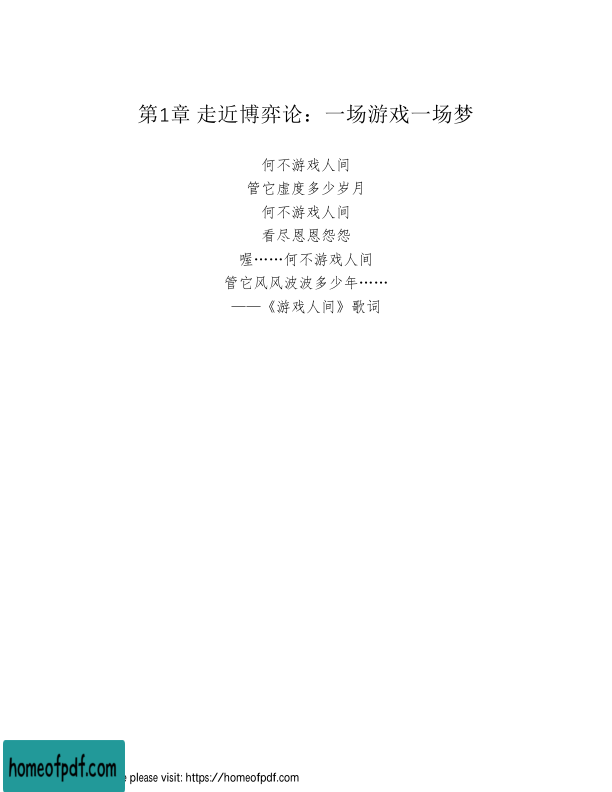 第1章 走近博弈论：一场游戏一场梦
何不游戏人间
管它虚度多少岁月
何不游戏人间
看尽恩恩怨怨
喔……何不游戏人间
管它风风波波多少年……
——《游戏人间》歌词
homeofpdf.com
e please visit: https://homeofpdf.com